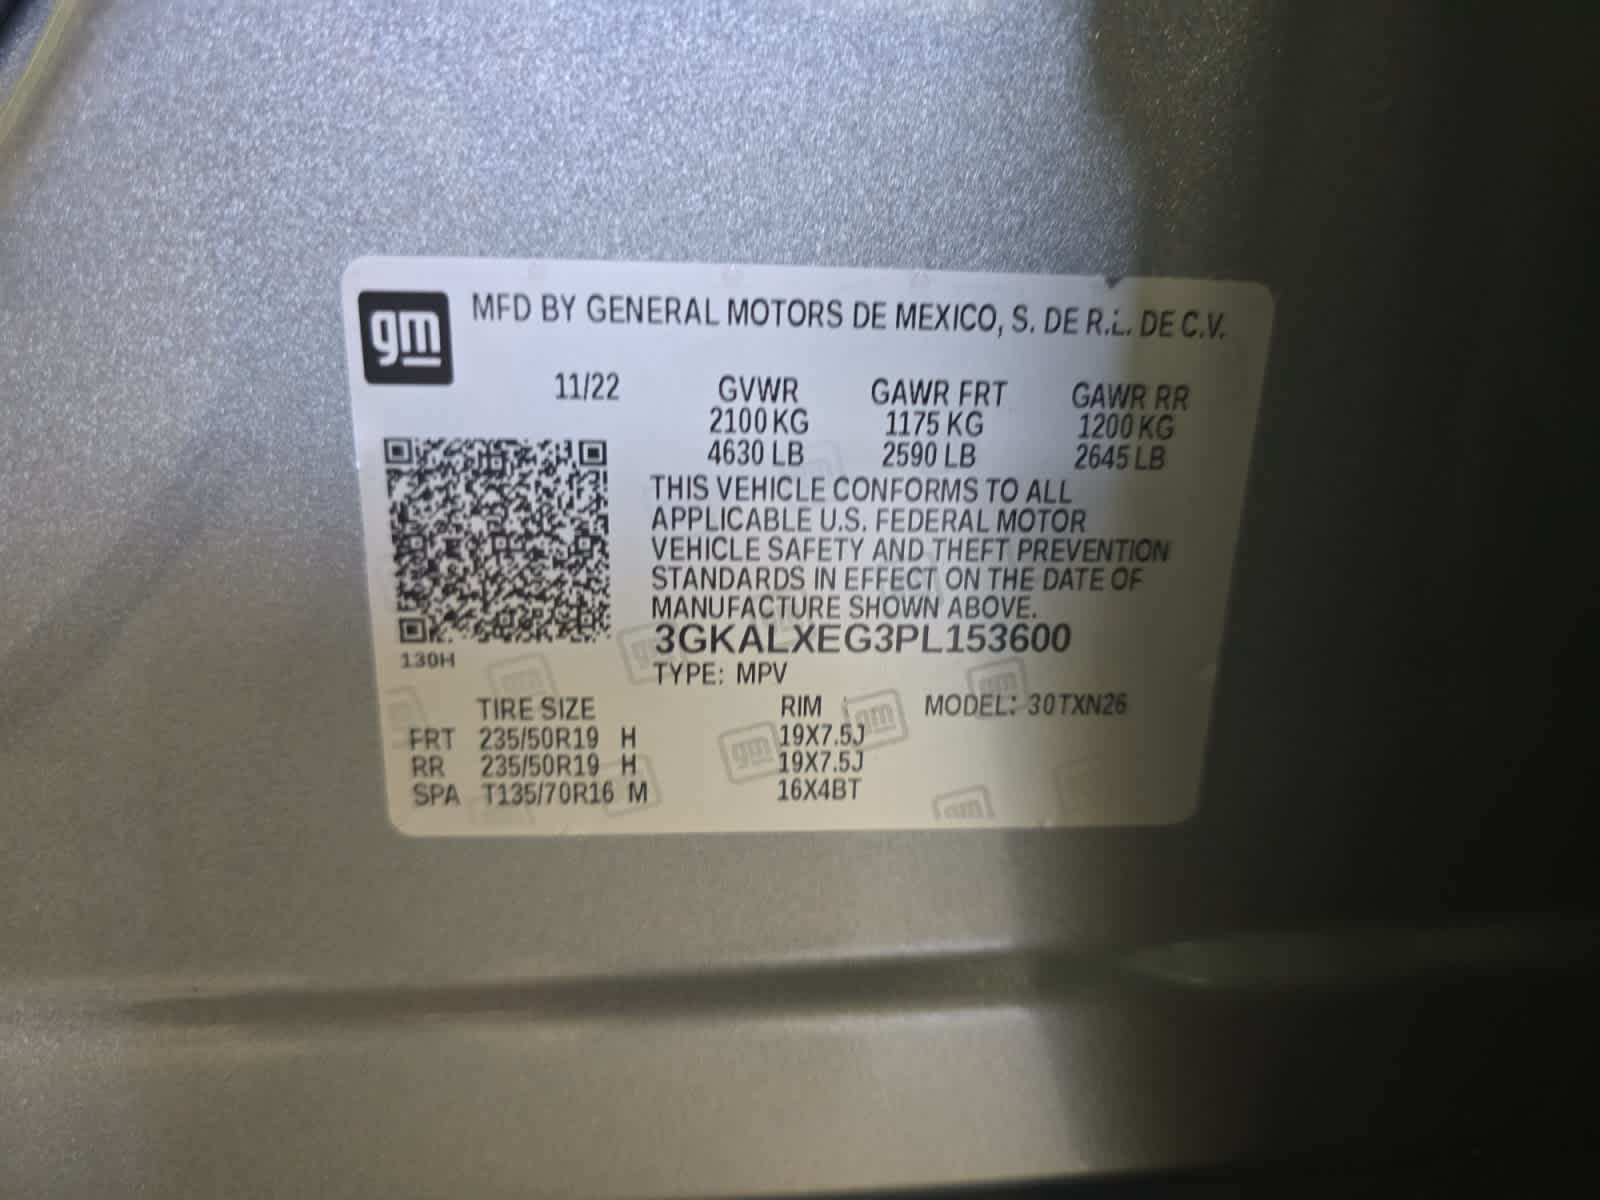 gm
MFD BY GENERAL MOTORS DE MEXICO, S. DE R.L. DE C.V.
11/22 GVWR GAWR FRT GAWR RR
2100 KG 1175 KG 1200 KG
4630 LB 2590 LB 2645 LB
THIS VEHICLE CONFORMS TO ALL
APPLICABLE U.S. FEDERAL MOTOR
VEHICLE SAFETY AND THEFT PREVENTION
STANDARDS IN EFFECT ON THE DATE OF
MANUFACTURE SHOWN ABOVE.
3GKALXEG3PL153600
130H
TYPE: MPV
TIRE SIZE RIM MODEL: 30TXN26
FRT 235/50R19 H 19X7.5J
RR 235/50R19 H 19X7.5J
SPA T135/70R16 M 16X4BT